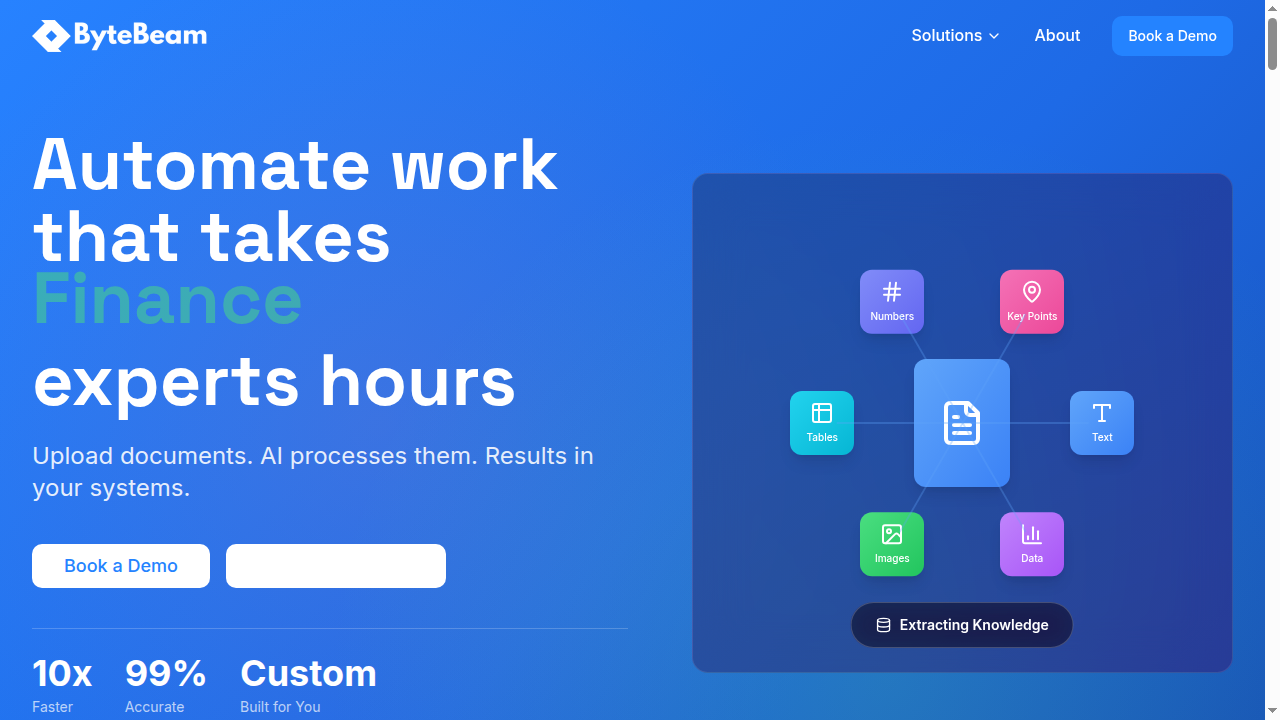 ByteBeam
Solutions
About
Book a Demo
Automate work
that takes
Finance
experts hours
Upload documents. AI processes them. Results in
your systems.
Book a Demo
10x
Faster
99%
Accurate
Custom
Built for You
Numbers
Key Points
Tables
Text
Images
Data
Extracting Knowledge